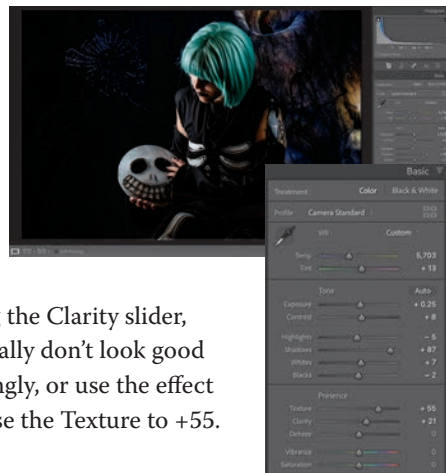 Basic
Treatment : Color Black & White
Profile Camera Standard
WB : Custom
Temp 5,703
Tint + 13
Tone Auto
Exposure + 0.25
Contrast + 8
Highlights - 5
Shadows + 87
Whites + 7
Blacks - 2
Presence
Texture + 55
Clarity + 21
Dehaze 0
Vibrance 0
Saturation 0
g the Clarity slider,
ally don’t look good
ngly, or use the effect
se the Texture to +55.